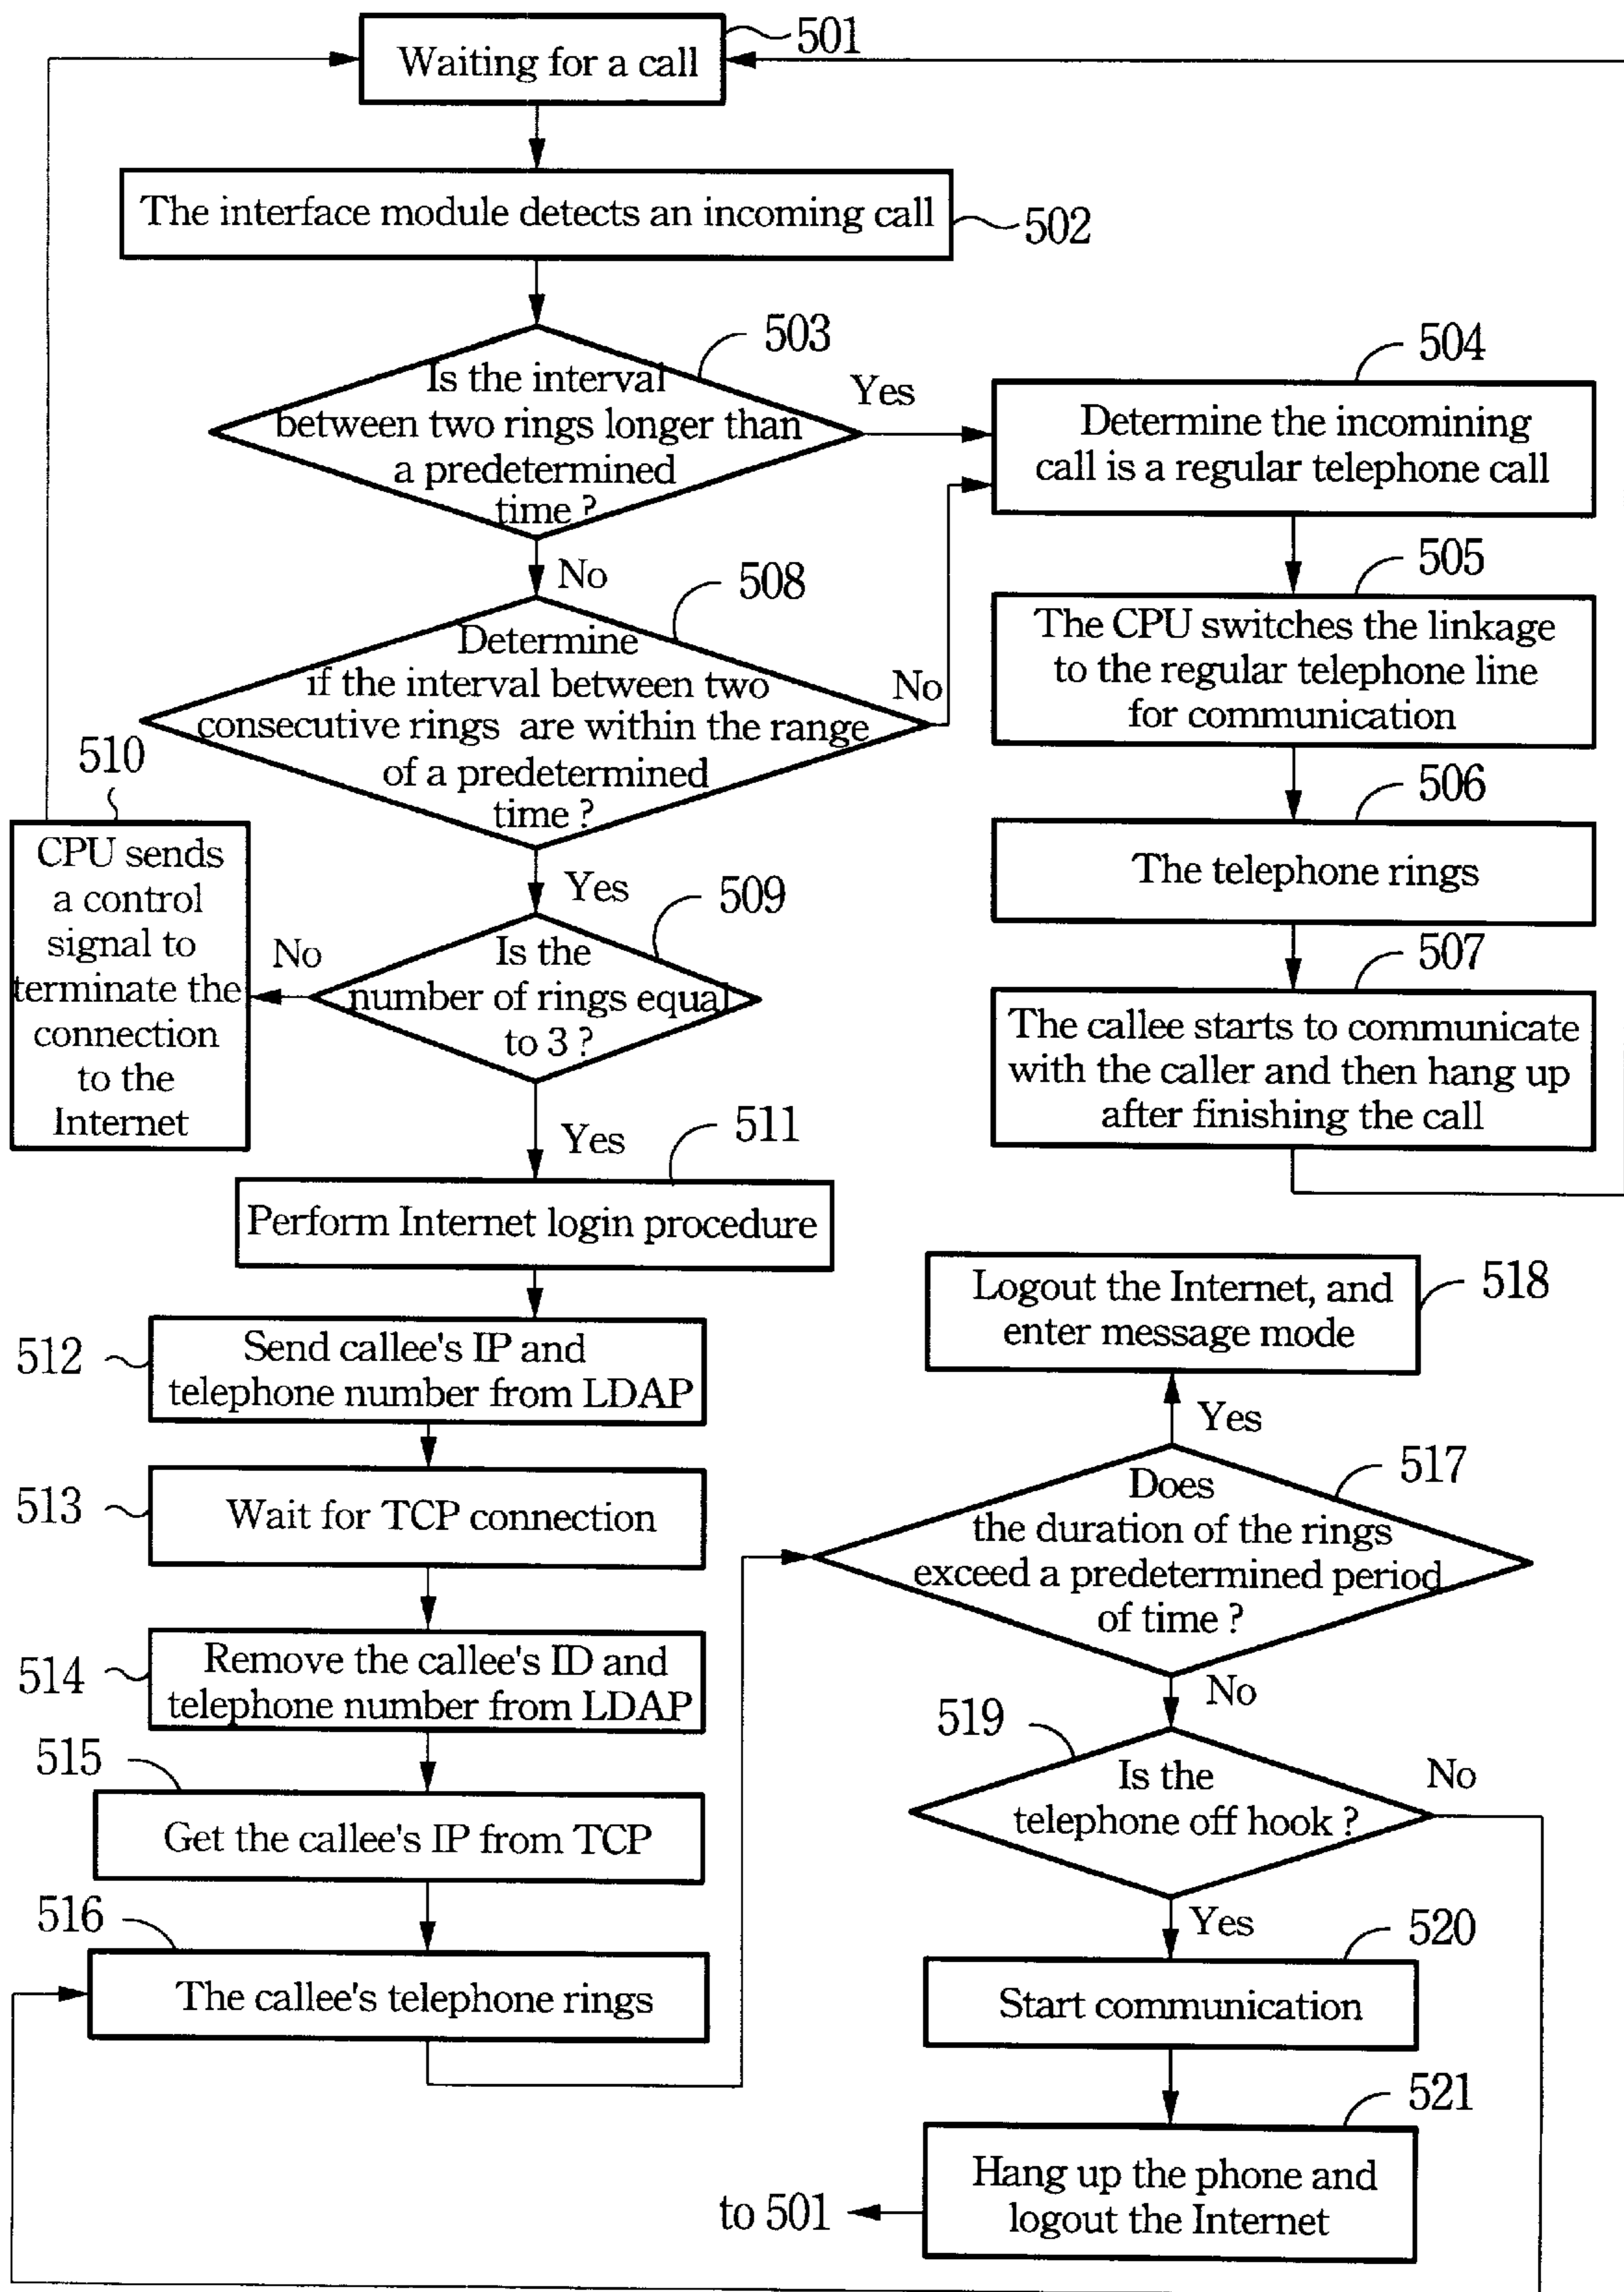 501
Waiting for a call
The interface module detects an incoming call
502
503
Is the interval
between two rings longer than
a predetermined
time ?
Yes
No
504
Determine the incomining
call is a regular telephone call
505
The CPU switches the linkage
to the regular telephone line
for communication
506
The telephone rings
507
The callee starts to communicate
with the caller and then hang up
after finishing the call
508
Determine
if the interval between two
consecutive rings are within the range
of a predetermined
time ?
No
Yes
509
Is the
number of rings equal
to 3 ?
No
Yes
510
CPU sends
a control
signal to
terminate the
connection
to the
Internet
511
Perform Internet login procedure
512
Send callee's IP and
telephone number from LDAP
513
Wait for TCP connection
514
Remove the callee's ID and
telephone number from LDAP
515
Get the callee's IP from TCP
516
The callee's telephone rings
518
Logout the Internet, and
enter message mode
Yes
517
Does
the duration of the rings
exceed a predetermined period
of time ?
No
519
Is the
telephone off hook ?
No
Yes
520
Start communication
521
Hang up the phone and
logout the Internet
to 501